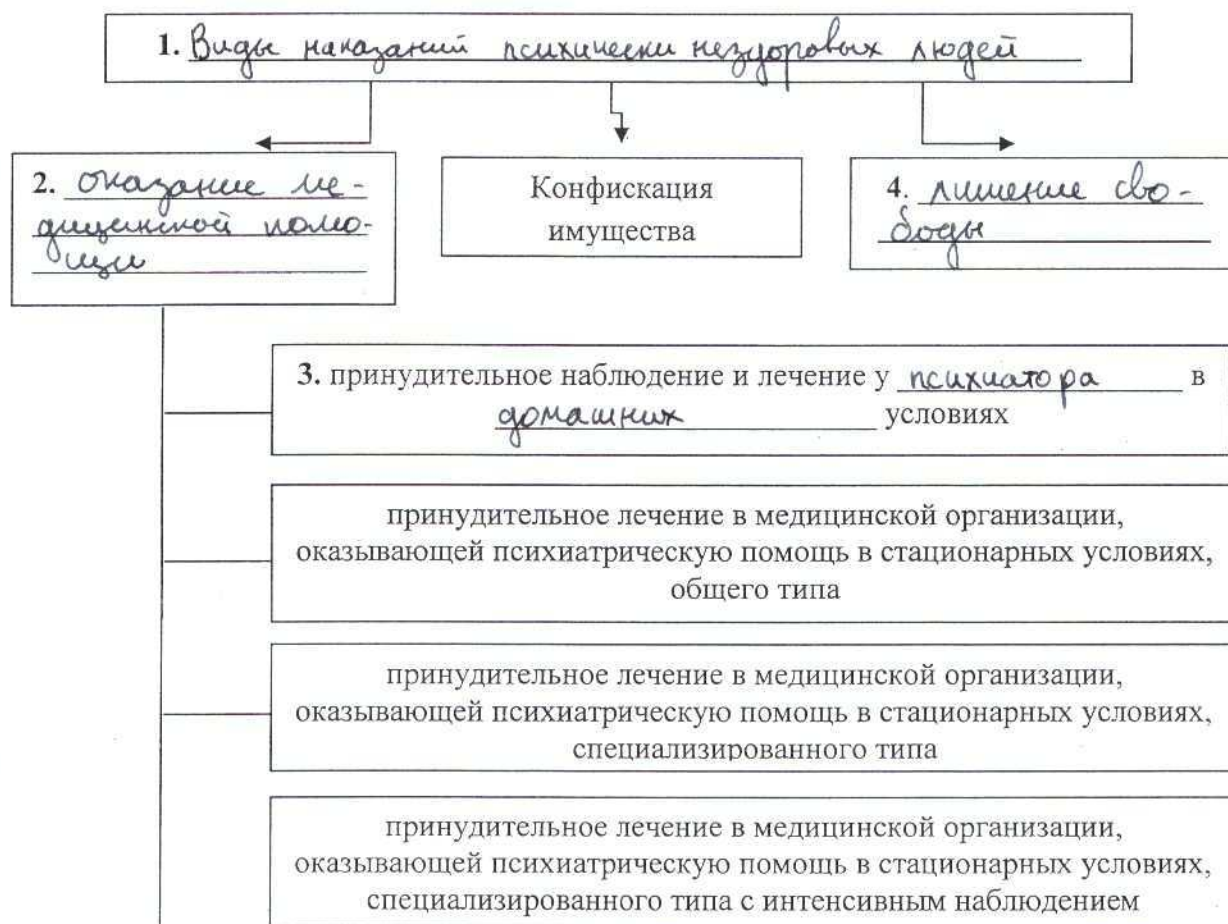 1. Виды наказаний психически нездоровых людей
2. оказание ме-
дицинской помо-
щи
Конфискация
имущества
4. лишение сво-
боды
3. принудительное наблюдение и лечение у психиатора в
домашних условиях
принудительное лечение в медицинской организации,
оказывающей психиатрическую помощь в стационарных условиях,
общего типа
принудительное лечение в медицинской организации,
оказывающей психиатрическую помощь в стационарных условиях,
специализированного типа
принудительное лечение в медицинской организации,
оказывающей психиатрическую помощь в стационарных условиях,
специализированного типа с интенсивным наблюдением